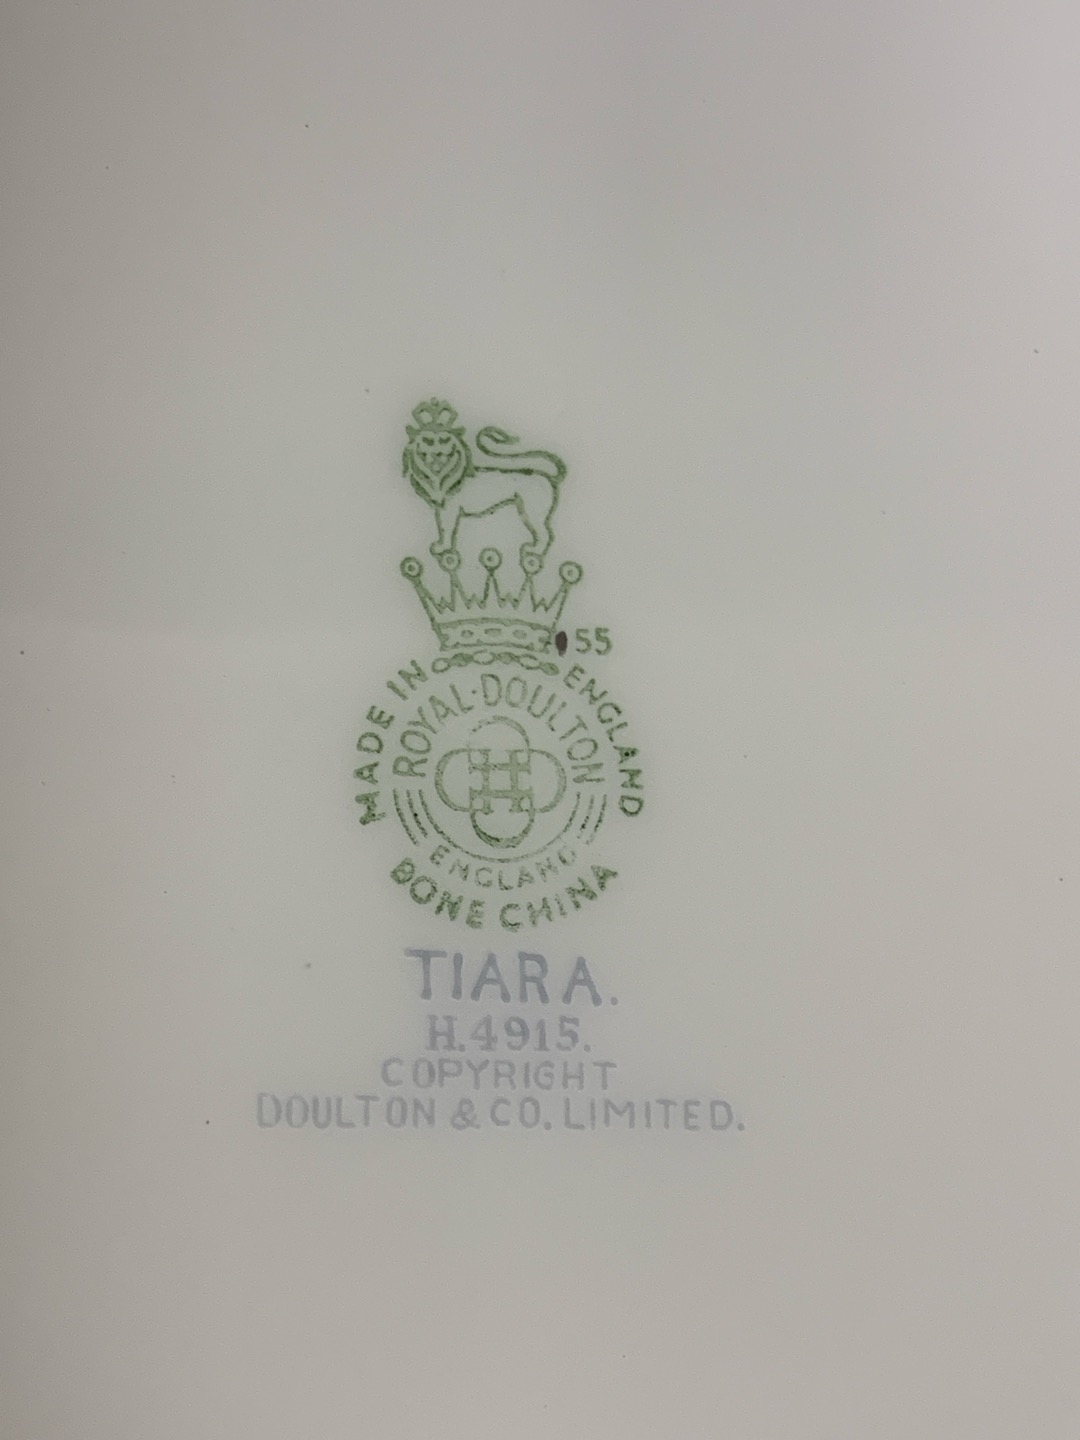 55
MADE IN ENGLAND
ROYAL·DOULTON
ENGLAND
BONE CHINA
TIARA.
H.4915.
COPYRIGHT
DOULTON & CO. LIMITED.